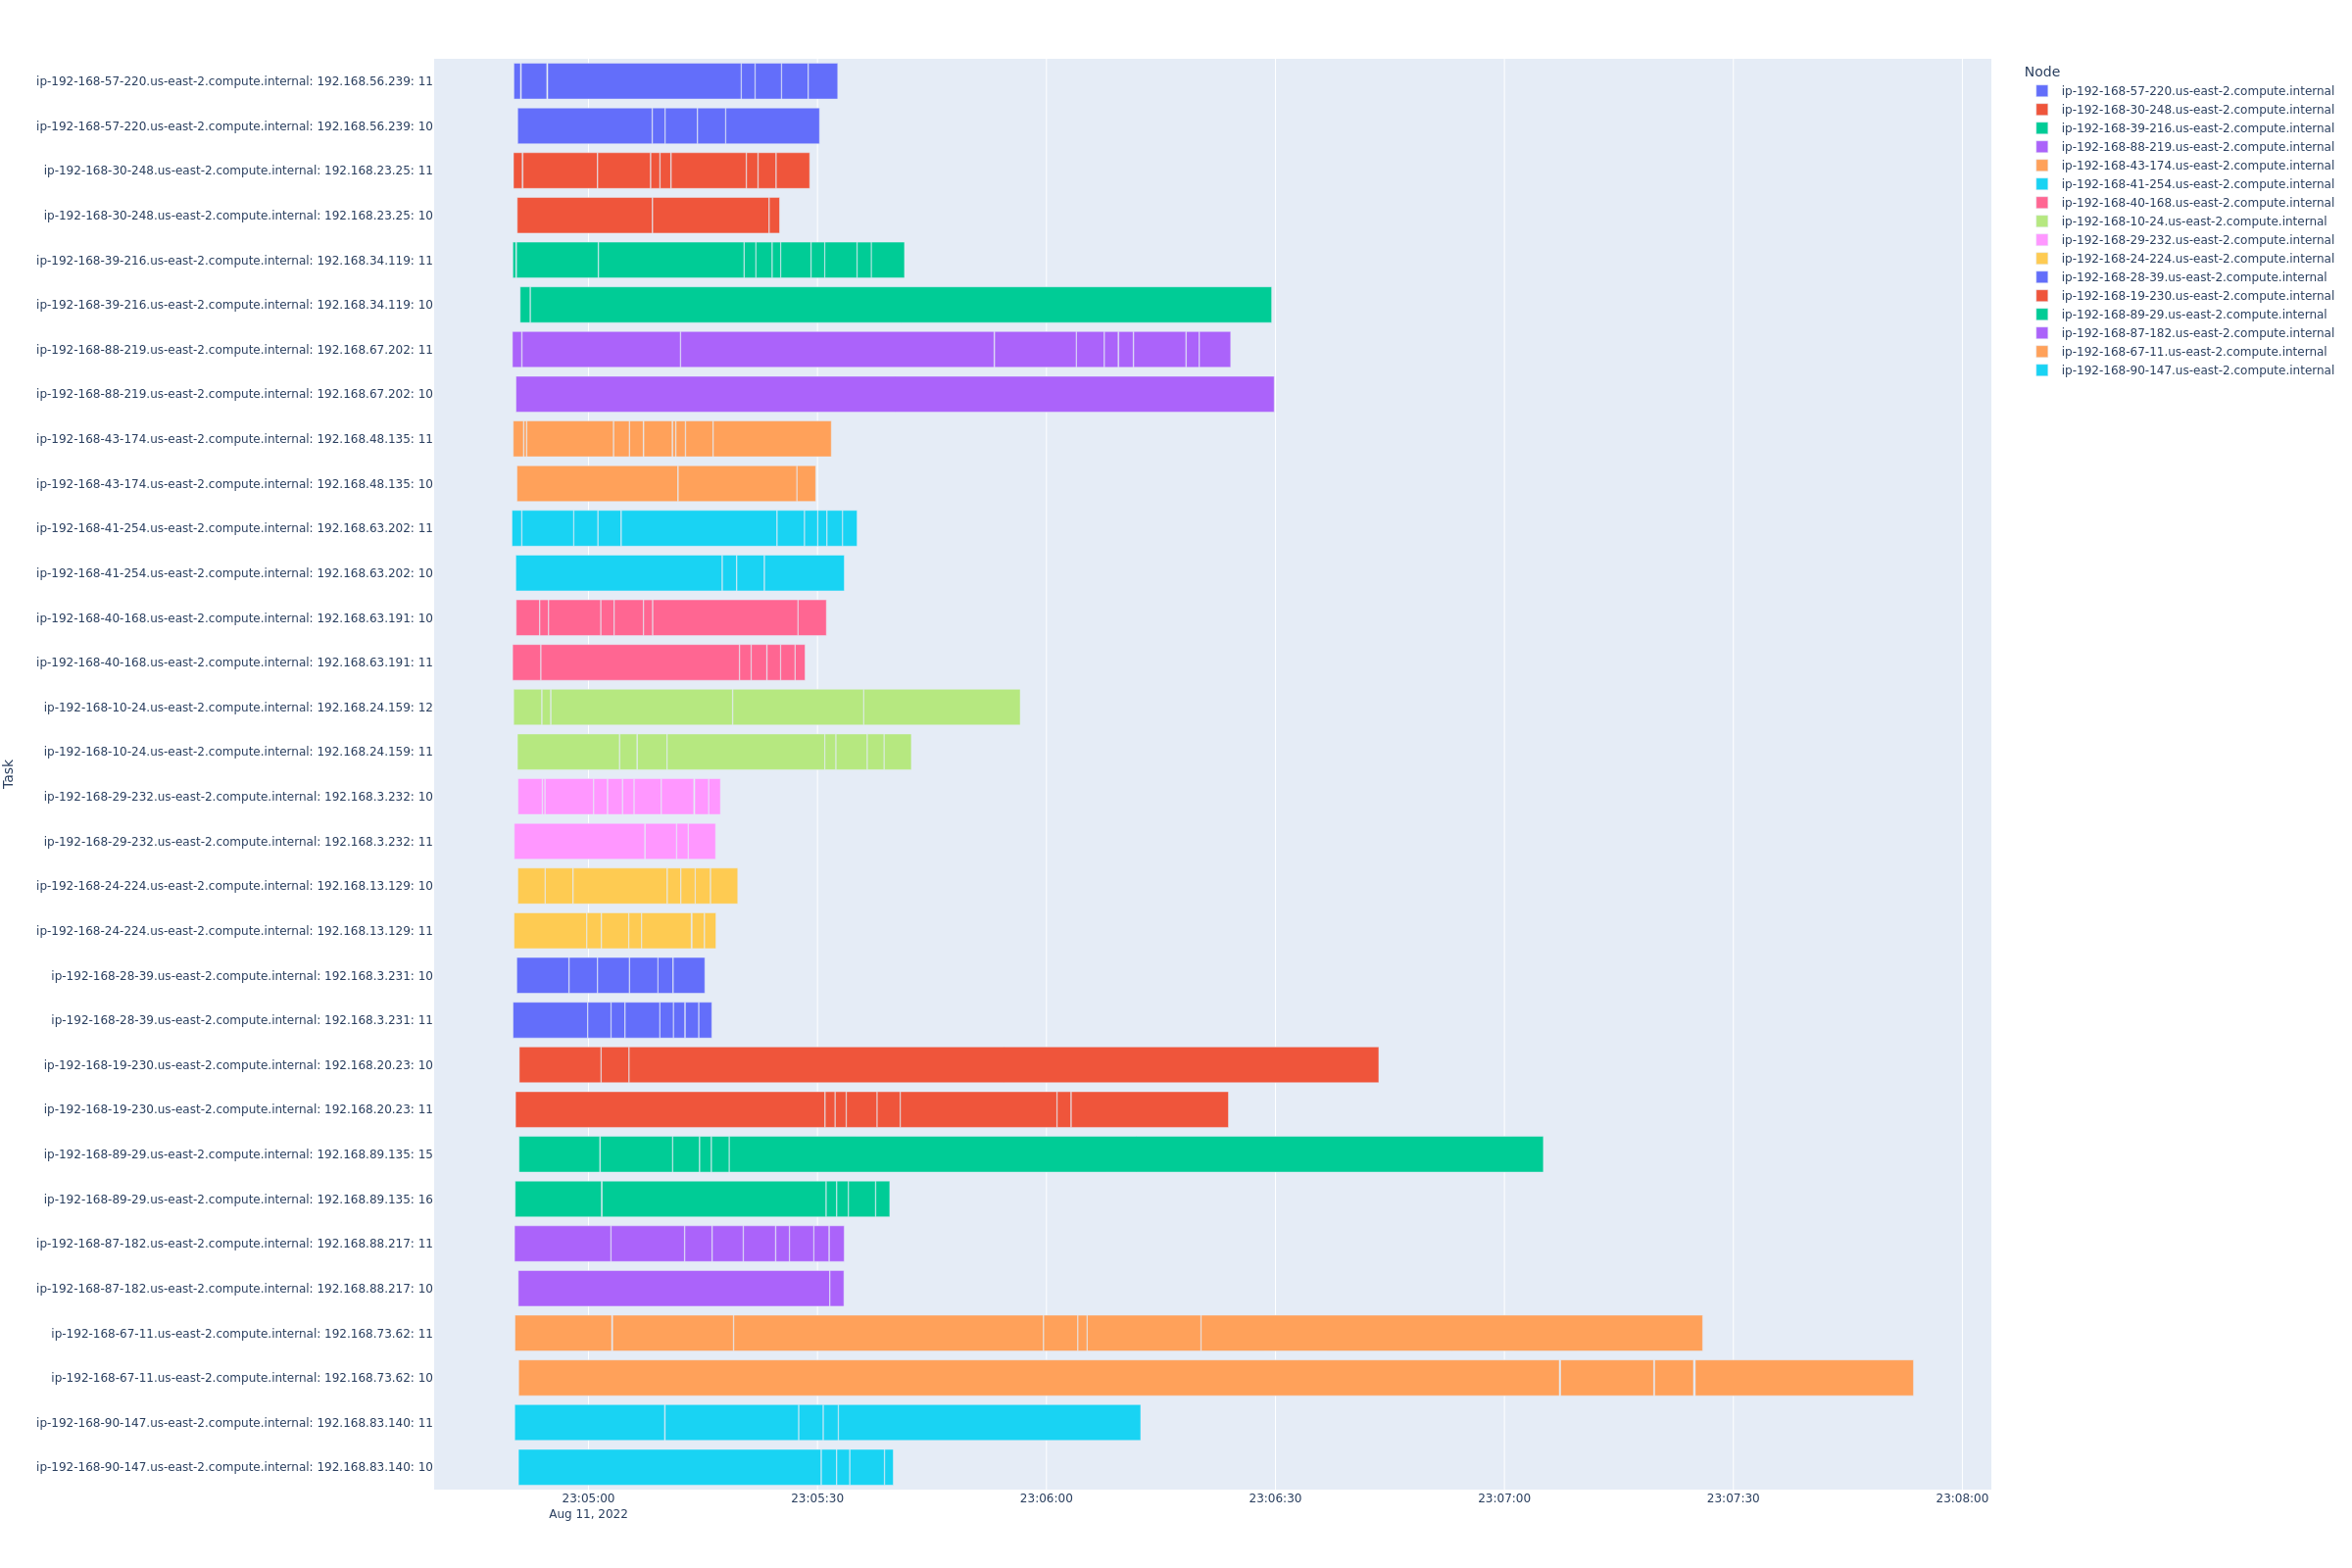 ip-192-168-57-220.us-east-2.compute.internal: 192.168.56.239: 11
ip-192-168-57-220.us-east-2.compute.internal: 192.168.56.239: 10
ip-192-168-30-248.us-east-2.compute.internal: 192.168.23.25: 11
ip-192-168-30-248.us-east-2.compute.internal: 192.168.23.25: 10
ip-192-168-39-216.us-east-2.compute.internal: 192.168.34.119: 11
ip-192-168-39-216.us-east-2.compute.internal: 192.168.34.119: 10
ip-192-168-88-219.us-east-2.compute.internal: 192.168.67.202: 11
ip-192-168-88-219.us-east-2.compute.internal: 192.168.67.202: 10
ip-192-168-43-174.us-east-2.compute.internal: 192.168.48.135: 11
ip-192-168-43-174.us-east-2.compute.internal: 192.168.48.135: 10
ip-192-168-41-254.us-east-2.compute.internal: 192.168.63.202: 11
ip-192-168-41-254.us-east-2.compute.internal: 192.168.63.202: 10
ip-192-168-40-168.us-east-2.compute.internal: 192.168.63.191: 10
ip-192-168-40-168.us-east-2.compute.internal: 192.168.63.191: 11
ip-192-168-10-24.us-east-2.compute.internal: 192.168.24.159: 12
ip-192-168-10-24.us-east-2.compute.internal: 192.168.24.159: 11
ip-192-168-29-232.us-east-2.compute.internal: 192.168.3.232: 10
ip-192-168-29-232.us-east-2.compute.internal: 192.168.3.232: 11
ip-192-168-24-224.us-east-2.compute.internal: 192.168.13.129: 10
ip-192-168-24-224.us-east-2.compute.internal: 192.168.13.129: 11
ip-192-168-28-39.us-east-2.compute.internal: 192.168.3.231: 10
ip-192-168-28-39.us-east-2.compute.internal: 192.168.3.231: 11
ip-192-168-19-230.us-east-2.compute.internal: 192.168.20.23: 10
ip-192-168-19-230.us-east-2.compute.internal: 192.168.20.23: 11
ip-192-168-89-29.us-east-2.compute.internal: 192.168.89.135: 15
ip-192-168-89-29.us-east-2.compute.internal: 192.168.89.135: 16
ip-192-168-87-182.us-east-2.compute.internal: 192.168.88.217: 11
ip-192-168-87-182.us-east-2.compute.internal: 192.168.88.217: 10
ip-192-168-67-11.us-east-2.compute.internal: 192.168.73.62: 11
ip-192-168-67-11.us-east-2.compute.internal: 192.168.73.62: 10
ip-192-168-90-147.us-east-2.compute.internal: 192.168.83.140: 11
ip-192-168-90-147.us-east-2.compute.internal: 192.168.83.140: 10
Task
23:05:00 23:05:30 23:06:00 23:06:30 23:07:00 23:07:30 23:08:00
Aug 11, 2022
Node
ip-192-168-57-220.us-east-2.compute.internal
ip-192-168-30-248.us-east-2.compute.internal
ip-192-168-39-216.us-east-2.compute.internal
ip-192-168-88-219.us-east-2.compute.internal
ip-192-168-43-174.us-east-2.compute.internal
ip-192-168-41-254.us-east-2.compute.internal
ip-192-168-40-168.us-east-2.compute.internal
ip-192-168-10-24.us-east-2.compute.internal
ip-192-168-29-232.us-east-2.compute.internal
ip-192-168-24-224.us-east-2.compute.internal
ip-192-168-28-39.us-east-2.compute.internal
ip-192-168-19-230.us-east-2.compute.internal
ip-192-168-89-29.us-east-2.compute.internal
ip-192-168-87-182.us-east-2.compute.internal
ip-192-168-67-11.us-east-2.compute.internal
ip-192-168-90-147.us-east-2.compute.internal